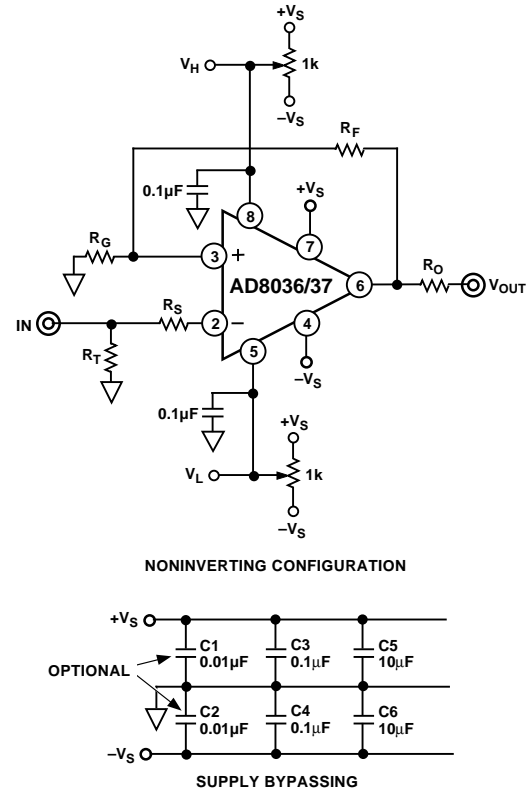 +VS
VH
1k
–VS
RF
0.1µF
+VS
8
7
RG
3
+
AD8036/37
6
RO
VOUT
IN
RS
2
–
4
RT
5
–VS
0.1µF
+VS
VL
1k
–VS
NONINVERTING CONFIGURATION
+VS
C1
0.01µF
C3
0.1µF
C5
10µF
OPTIONAL
C2
0.01µF
C4
0.1µF
C6
10µF
–VS
SUPPLY BYPASSING